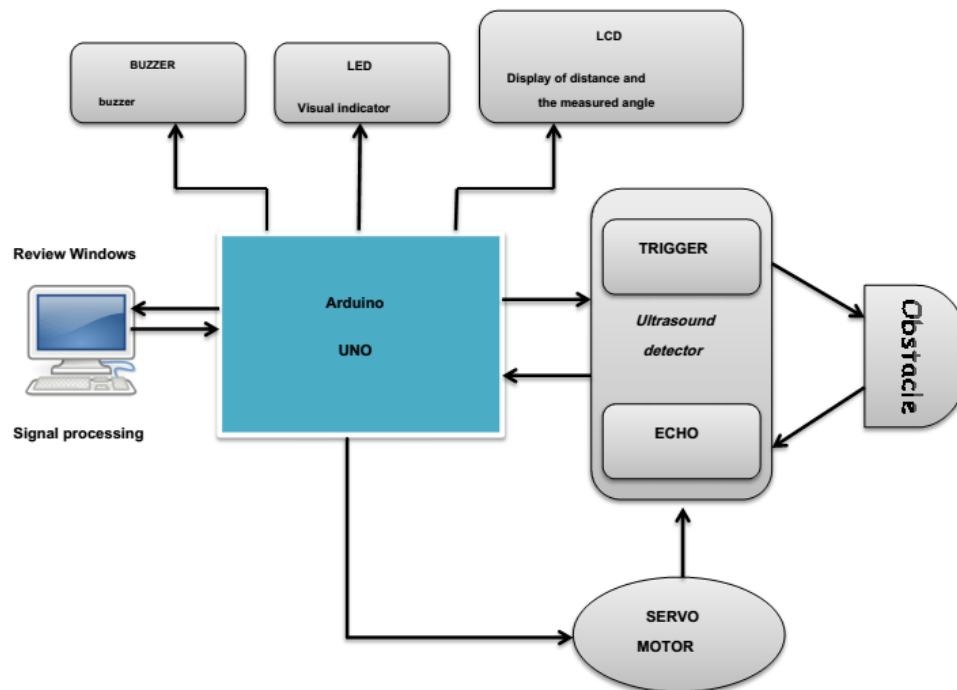 BUZZER
buzzer
LED
Visual indicator
LCD
Display of distance and
the measured angle
Review Windows
Signal processing
Arduino
UNO
TRIGGER
Ultrasound
detector
ECHO
Obstacle
SERVO
MOTOR